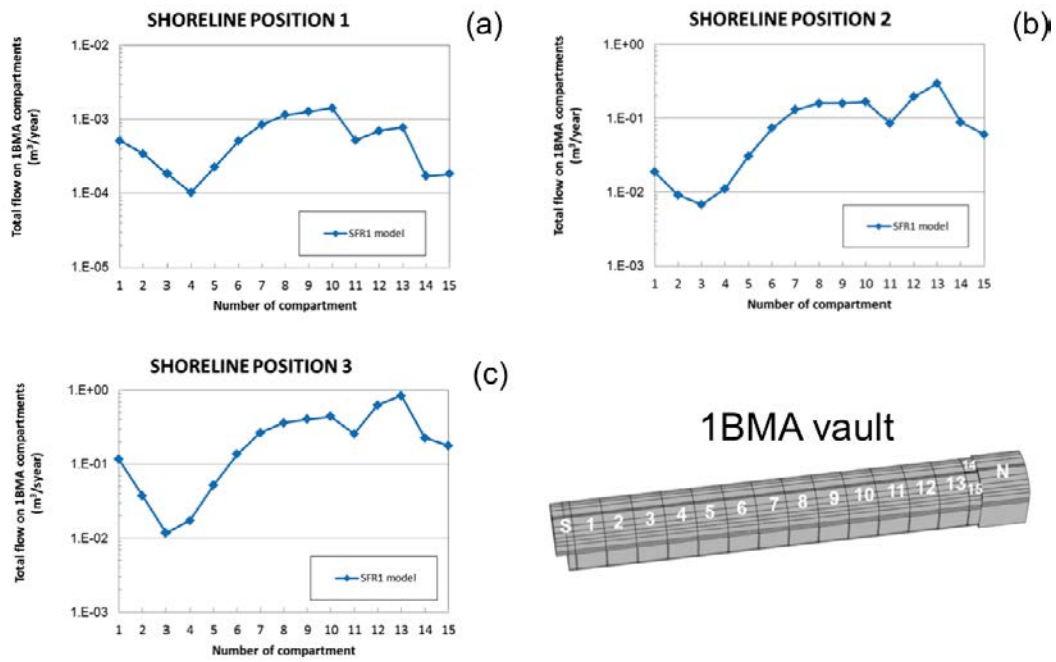 SHORELINE POSITION 1
(a)
Total flow on 1BMA compartments
(m³/year)
1.E-02
1.E-03
1.E-04
1.E-05
SFR1 model
1 2 3 4 5 6 7 8 9 10 11 12 13 14 15
Number of compartment
SHORELINE POSITION 2
(b)
Total flow on 1BMA compartments
(m³/year)
1.E+00
1.E-01
1.E-02
1.E-03
SFR1 model
1 2 3 4 5 6 7 8 9 10 11 12 13 14 15
Number of compartment
SHORELINE POSITION 3
(c)
Total flow on 1BMA compartments
(m³/syear)
1.E+00
1.E-01
1.E-02
1.E-03
SFR1 model
1 2 3 4 5 6 7 8 9 10 11 12 13 14 15
Number of compartment
1BMA vault
S 1 2 3 4 5 6 7 8 9 10 11 12 13 14 15 N